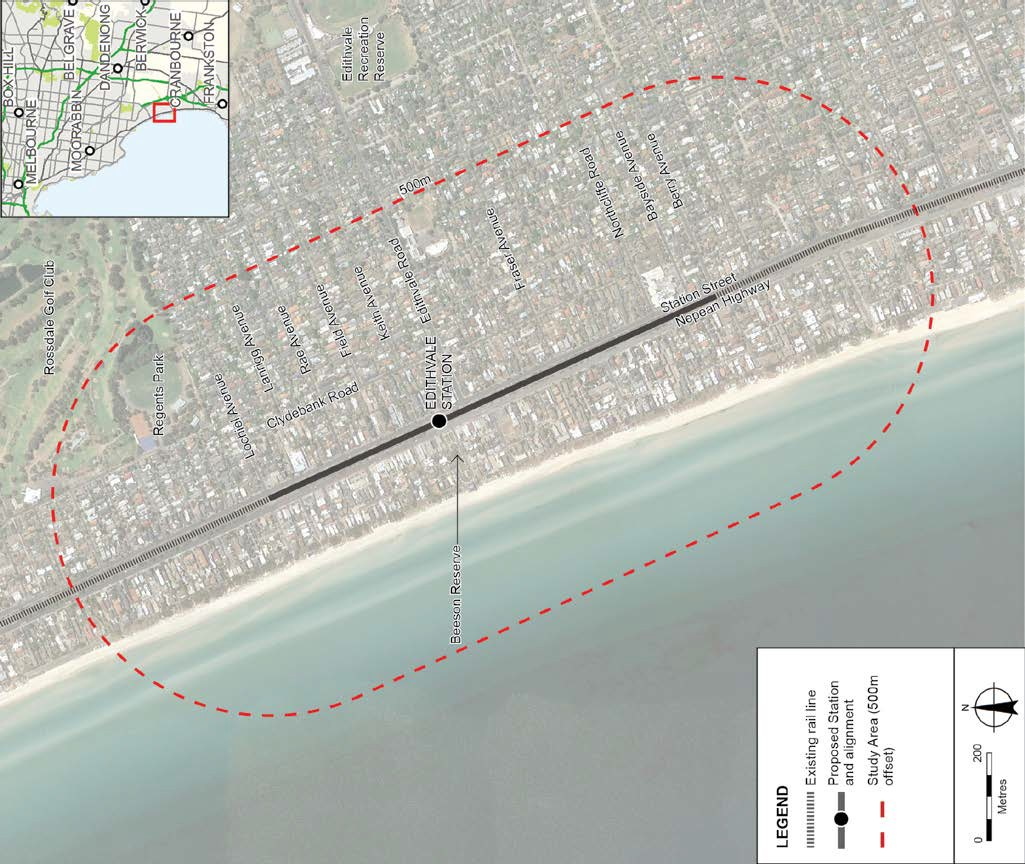 BOX HILL
MELBOURNE
BELGRAVE
MOORABBIN
DANDENONG
BERWICK
CRANBOURNE
FRANKSTON
Edithvale
Recreation
Reserve
Rossdale Golf Club
Regents Park
500m
Lochiel Avenue
Lanngi Avenue
Rae Avenue
Clydebank Road
Field Avenue
Keith Avenue
Edithvale Road
Fraser Avenue
Northcliffe Road
Bayside Avenue
Berry Avenue
EDITHVALE
STATION
Station Street
Nepean Highway
Beeson Reserve
LEGEND
Existing rail line
Proposed Station
and alignment
Study Area (500m
offset)
N
0 200
Metres